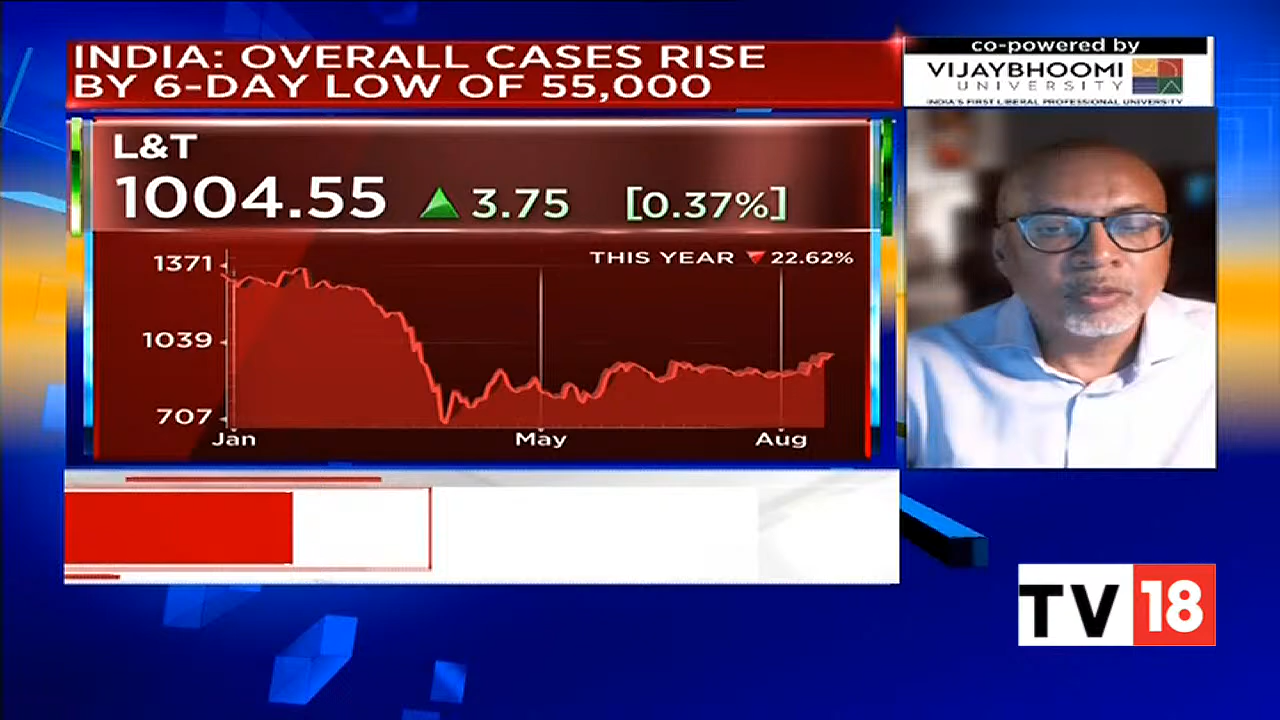 INDIA: OVERALL CASES RISE
BY 6-DAY LOW OF 55,000
co-powered by
VIJAYBHOOMI
UNIVERSITY
INDIA'S FIRST LIBERAL PROFESSIONAL UNIVERSITY
L&T
1004.55 ▲ 3.75 [0.37%]
THIS YEAR ▼ 22.62%
1371
1039
707
Jan May Aug
TV18